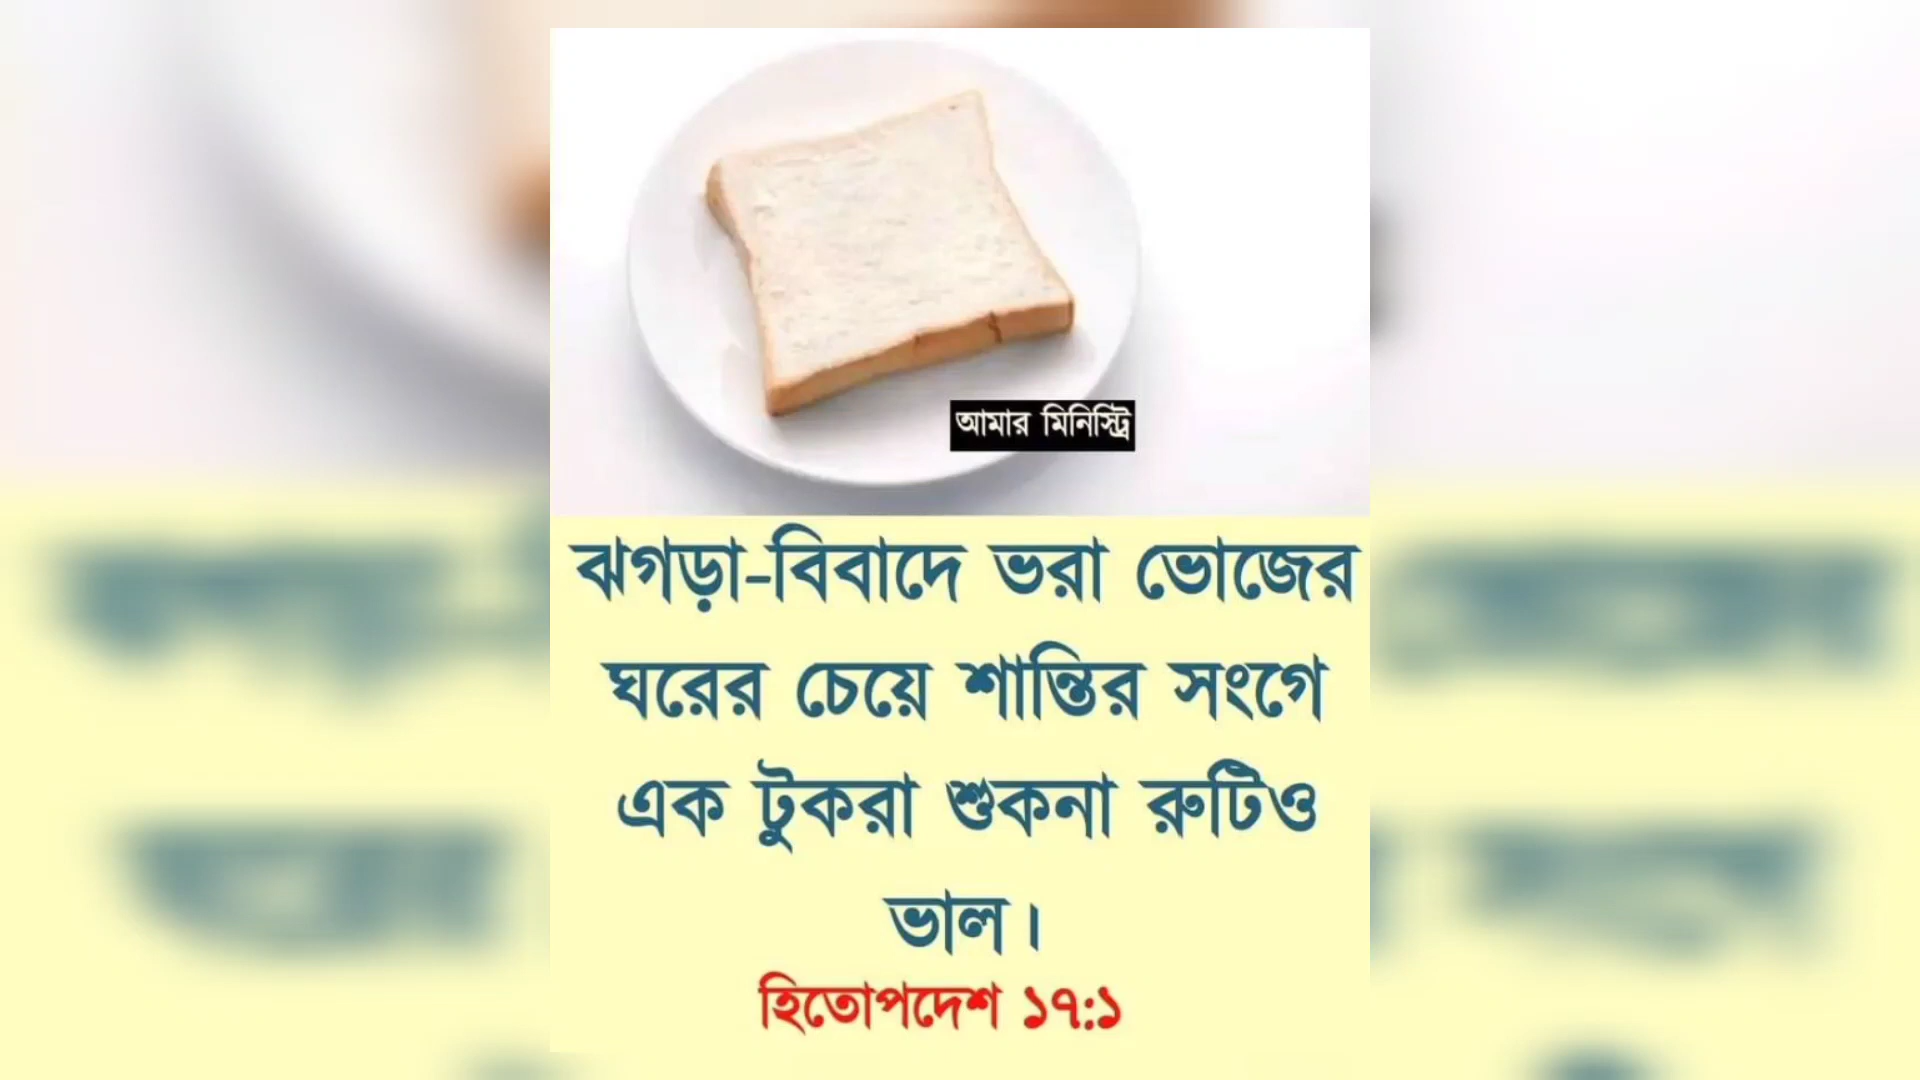 আমার মিনিস্ট্রি
ঝগড়া-বিবাদে ভরা ভোজের
ঘরের চেয়ে শান্তির সংগে
এক টুকরা শুকনা রুটিও
ভাল।
হিতোপদেশ ১৭:১